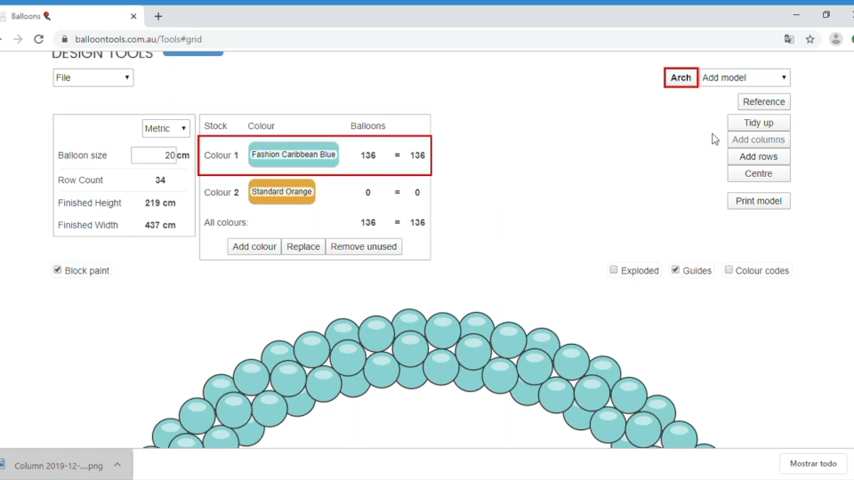 Balloons
balloontools.com.au/Tools#grid
DESIGN TOOLS
File
Arch
Add model
Reference
Tidy up
Add columns
Add rows
Centre
Print model
Metric
Balloon size 20 cm
Row Count 34
Finished Height 219 cm
Finished Width 437 cm
Stock Colour Balloons
Colour 1 Fashion Caribbean Blue 136 = 136
Colour 2 Standard Orange 0 = 0
All colours: 136 = 136
Add colour Replace Remove unused
Block paint
Exploded Guides Colour codes
Column 2019-12-....png
Mostrar todo